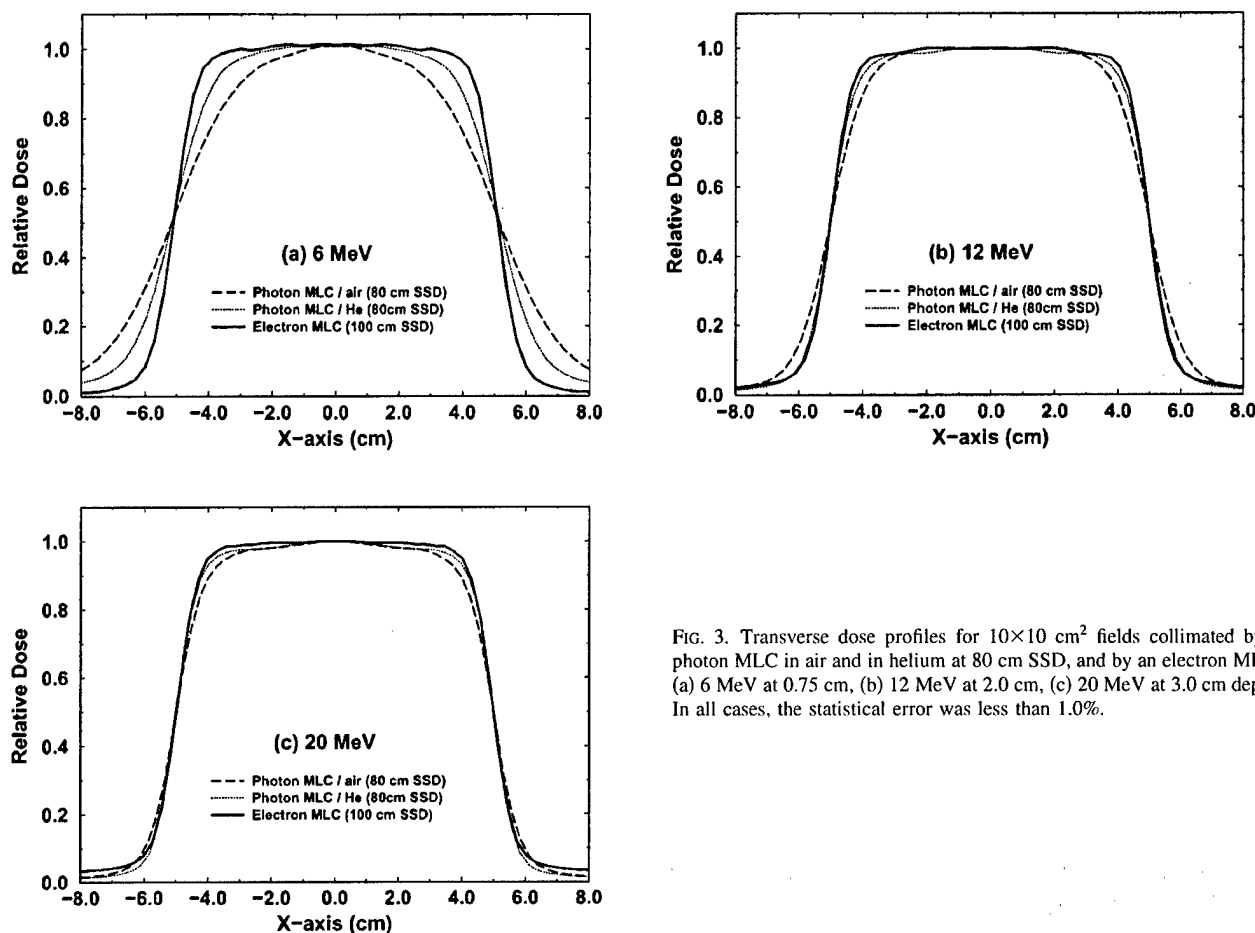 Relative Dose
1.0
0.8
0.6
0.4
0.2
0.0
(a) 6 MeV
Photon MLC / air (80 cm SSD)
Photon MLC / He (80cm SSD)
Electron MLC (100 cm SSD)
−8.0 −6.0 −4.0 −2.0 0.0 2.0 4.0 6.0 8.0
X−axis (cm)
Relative Dose
1.0
0.8
0.6
0.4
0.2
0.0
(b) 12 MeV
Photon MLC / air (80 cm SSD)
Photon MLC / He (80cm SSD)
Electron MLC (100 cm SSD)
−8.0 −6.0 −4.0 −2.0 0.0 2.0 4.0 6.0 8.0
X−axis (cm)
Relative Dose
1.0
0.8
0.6
0.4
0.2
0.0
(c) 20 MeV
Photon MLC / air (80 cm SSD)
Photon MLC / He (80cm SSD)
Electron MLC (100 cm SSD)
−8.0 −6.0 −4.0 −2.0 0.0 2.0 4.0 6.0 8.0
X−axis (cm)
FIG. 3. Transverse dose profiles for 10×10 cm² fields collimated by
photon MLC in air and in helium at 80 cm SSD, and by an electron
(a) 6 MeV at 0.75 cm, (b) 12 MeV at 2.0 cm, (c) 20 MeV at 3.0 cm
In all cases, the statistical error was less than 1.0%.